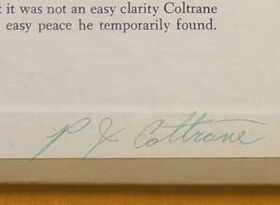 it was not an easy clarity Coltrane
easy peace he temporarily found.
P X Coltrane